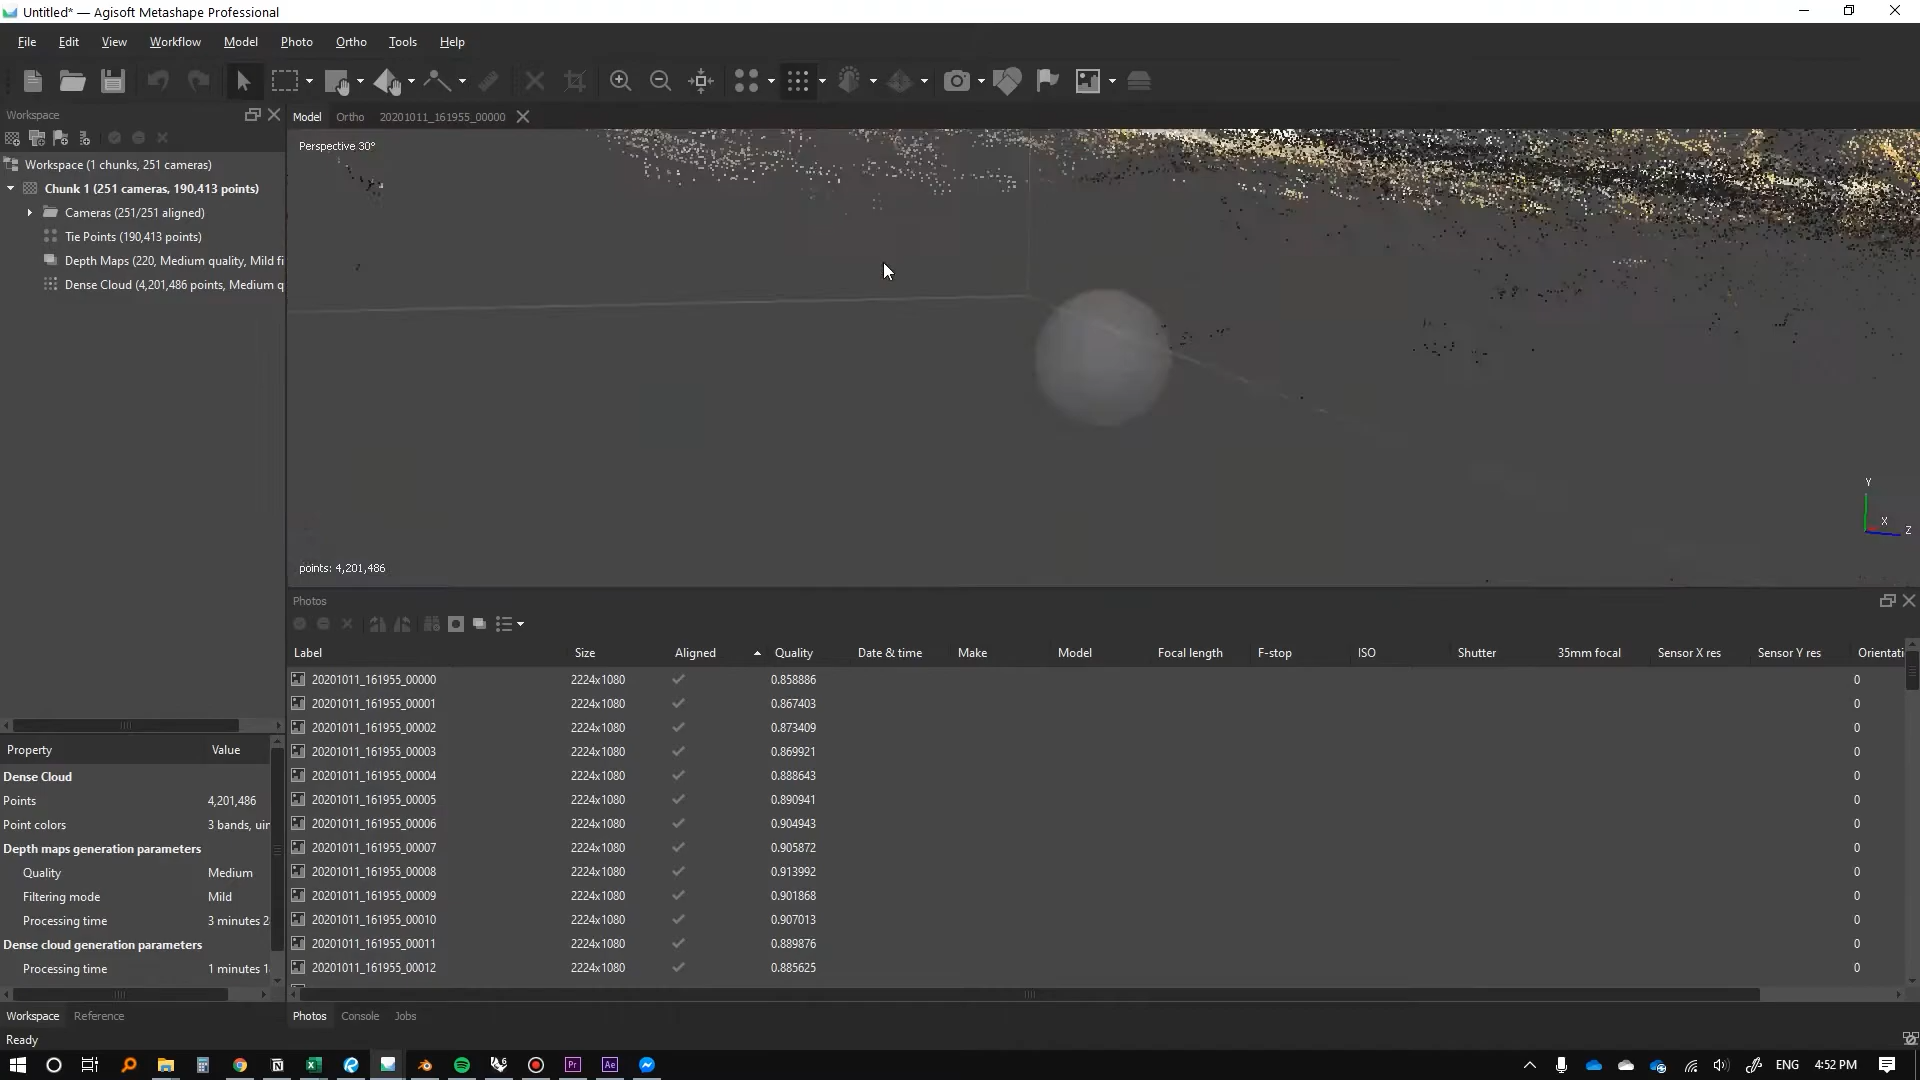 Untitled* — Agisoft Metashape Professional
File Edit View Workflow Model Photo Ortho Tools Help
Workspace
Model Ortho 20201011_161955_00000
Perspective 30°
Workspace (1 chunks, 251 cameras)
Chunk 1 (251 cameras, 190,413 points)
Cameras (251/251 aligned)
Tie Points (190,413 points)
Depth Maps (220, Medium quality, Mild fi
Dense Cloud (4,201,486 points, Medium q
Y
X
Z
points: 4,201,486
Photos
Label Size Aligned Quality Date & time Make Model Focal length F-stop ISO Shutter 35mm focal Sensor X res Sensor Y res Orientati
20201011_161955_00000 2224x1080 0.858886 0
20201011_161955_00001 2224x1080 0.867403 0
20201011_161955_00002 2224x1080 0.873409 0
20201011_161955_00003 2224x1080 0.869921 0
20201011_161955_00004 2224x1080 0.888643 0
20201011_161955_00005 2224x1080 0.890941 0
20201011_161955_00006 2224x1080 0.904943 0
20201011_161955_00007 2224x1080 0.905872 0
20201011_161955_00008 2224x1080 0.913992 0
20201011_161955_00009 2224x1080 0.901868 0
20201011_161955_00010 2224x1080 0.907013 0
20201011_161955_00011 2224x1080 0.889876 0
20201011_161955_00012 2224x1080 0.885625 0
Property Value
Dense Cloud
Points 4,201,486
Point colors 3 bands, uin
Depth maps generation parameters
Quality Medium
Filtering mode Mild
Processing time 3 minutes 2
Dense cloud generation parameters
Processing time 1 minutes 1
Workspace Reference
Photos Console Jobs
Ready
Pr Ae
ENG 4:52 PM